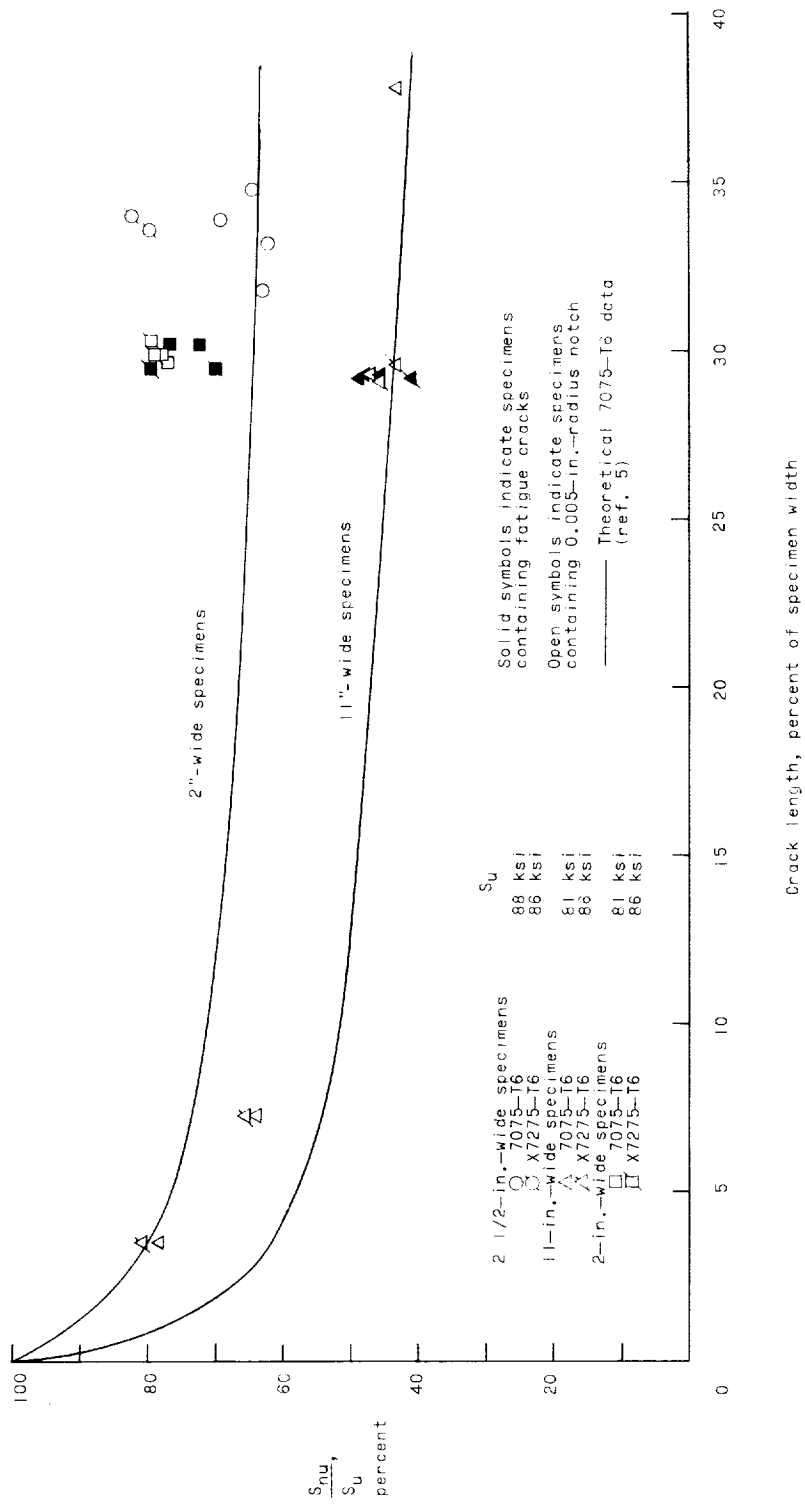 100
80
60
40
20
0
S_nu,
S_u
percent
5
10
15
20
25
30
35
40
Crack length, percent of specimen width
2"-wide specimens
11"-wide specimens
S_u
2 1/2-in.-wide specimens
7075-T6 88 ksi
X7275-T6 86 ksi
11-in.-wide specimens
7075-T6 81 ksi
X7275-T6 86 ksi
2-in.-wide specimens
7075-T6 81 ksi
X7275-T6 86 ksi
Solid symbols indicate specimens
containing fatigue cracks
Open symbols indicate specimens
containing 0.005-in.-radius notch
Theoretical 7075-T6 data
(ref. 5)